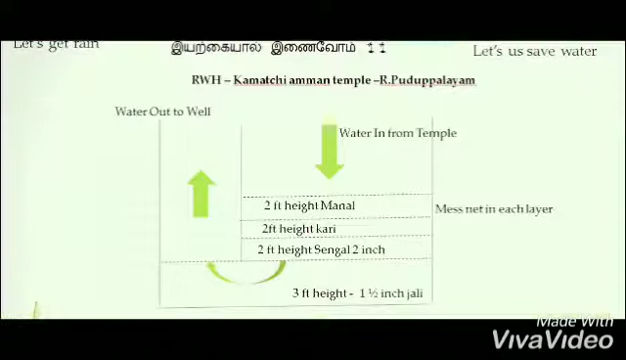 Let's get rain
இயற்கையால் இணைவோம் 11
Let's us save water
RWH – Kamatchi amman temple –R.Puduppalayam
Water Out to Well
Water In from Temple
2 ft height Manal
Mess net in each layer
2ft height kari
2 ft height Sengal 2 inch
3 ft height - 1 ½ inch jali
Made With
VivaVideo